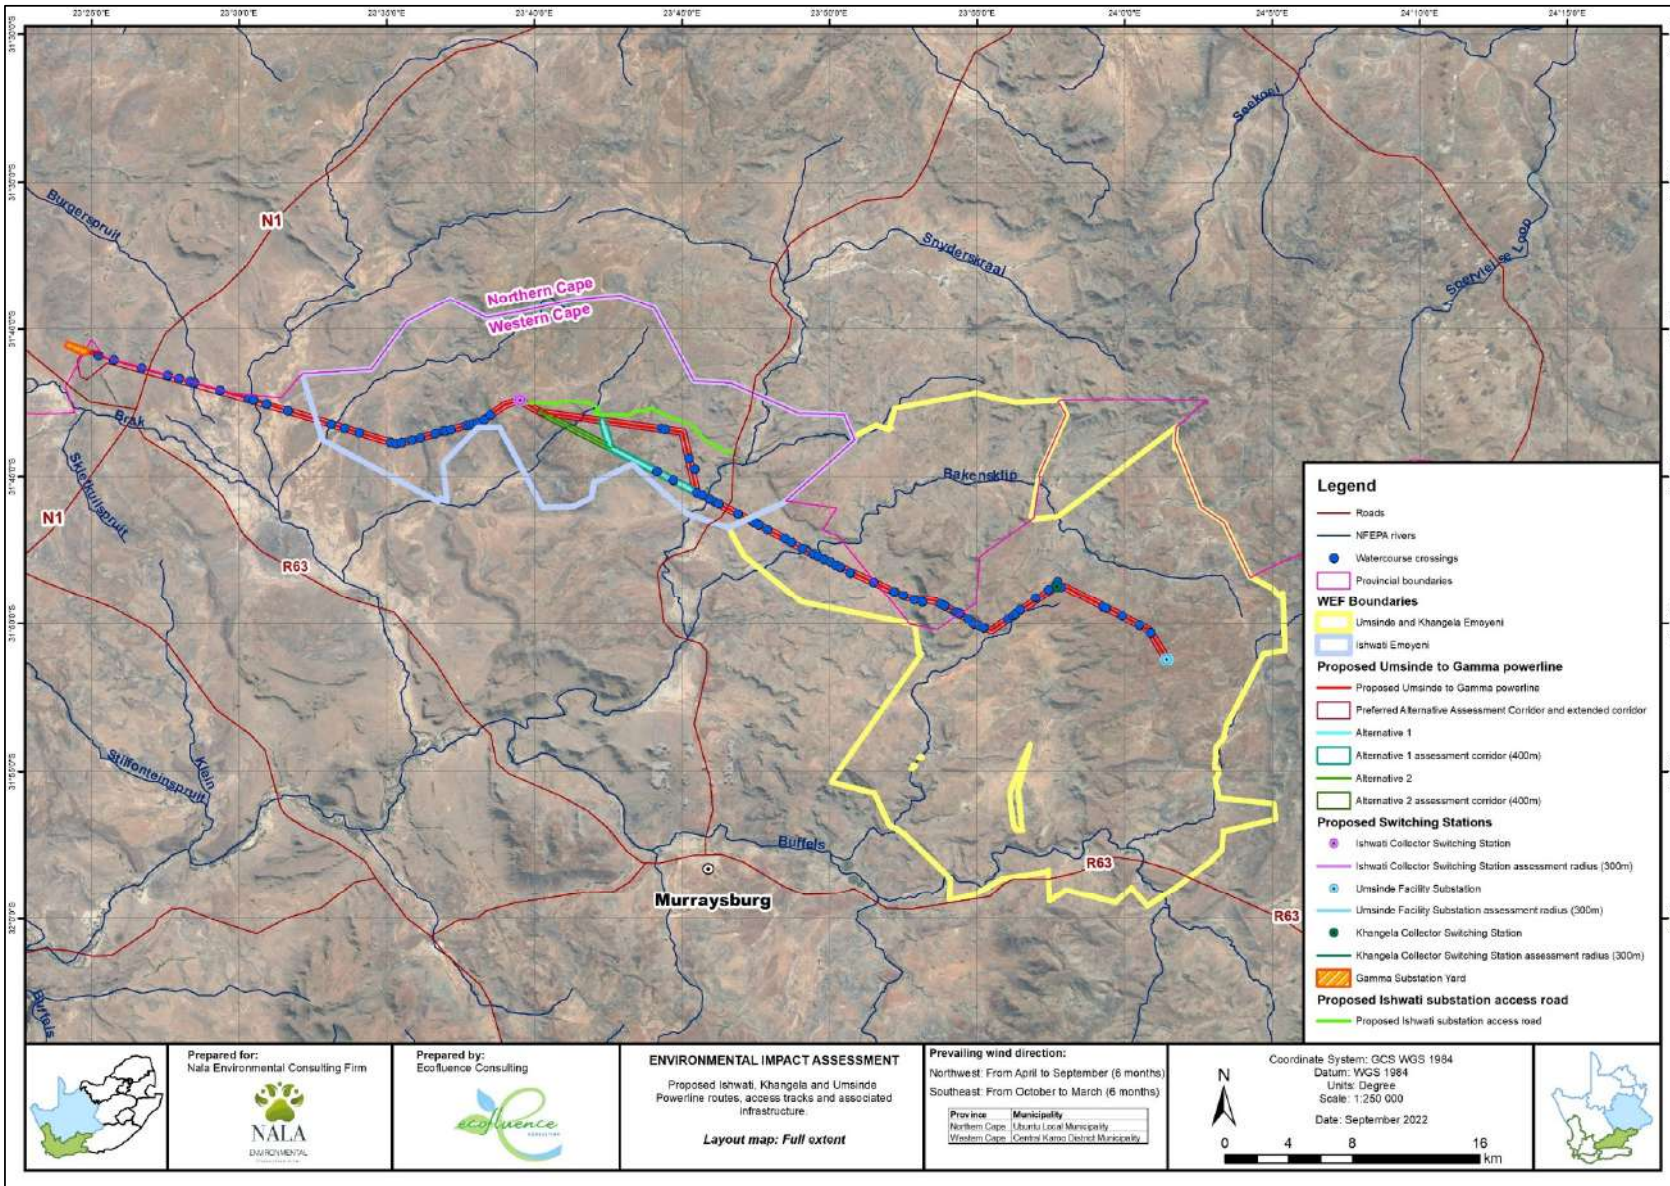 23°25'0"E 23°30'0"E 23°35'0"E 23°40'0"E 23°45'0"E 23°50'0"E 23°55'0"E 24°0'0"E 24°5'0"E 24°10'0"E 24°15'0"E
Seekoei
Burgerspruit
N1
Snyderskraal
Soetvleise Loop
Northern Cape
Western Cape
Brak
Skietkuilspruit
Bakensklip
N1
R63
Stilfonteinspruit
Klein
Buffels
R63
Murraysburg
R63
Buffels
Legend
Roads
NFEPA rivers
Watercourse crossings
Provincial boundaries
WEF Boundaries
Umsinde and Khangela Emoyeni
Ishwati Emoyeni
Proposed Umsinde to Gamma powerline
Proposed Umsinde to Gamma powerline
Preferred Alternative Assessment Corridor and extended corridor
Alternative 1
Alternative 1 assessment corridor (400m)
Alternative 2
Alternative 2 assessment corridor (400m)
Proposed Switching Stations
Ishwati Collector Switching Station
Ishwati Collector Switching Station assessment radius (300m)
Umsinde Facility Substation
Umsinde Facility Substation assessment radius (300m)
Khangela Collector Switching Station
Khangela Collector Switching Station assessment radius (300m)
Gamma Substation Yard
Proposed Ishwati substation access road
Proposed Ishwati substation access road
Prepared for:
Nala Environmental Consulting Firm
NALA
ENVIRONMENTAL
Prepared by:
Ecofluence Consulting
ecofluence
CONSULTING
ENVIRONMENTAL IMPACT ASSESSMENT
Proposed Ishwati, Khangela and Umsinde
Powerline routes, access tracks and associated
infrastructure.
Layout map: Full extent
Prevailing wind direction:
Northwest: From April to September (6 months)
Southeast: From October to March (6 months)
Province Municipality
Northern Cape Ubuntu Local Municipality
Western Cape Central Karoo District Municipality
N
0 4 8 16
km
Coordinate System: GCS WGS 1984
Datum: WGS 1984
Units: Degree
Scale: 1:250 000
Date: September 2022